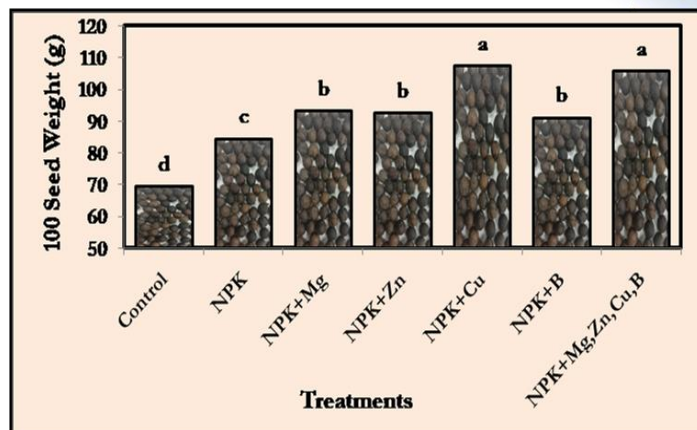 100 Seed Weight (g)
120
110
100
90
80
70
60
50
d
c
b
b
a
b
a
Control
NPK
NPK+Mg
NPK+Zn
NPK+Cu
NPK+B
NPK+Mg,Zn,Cu,B
Treatments